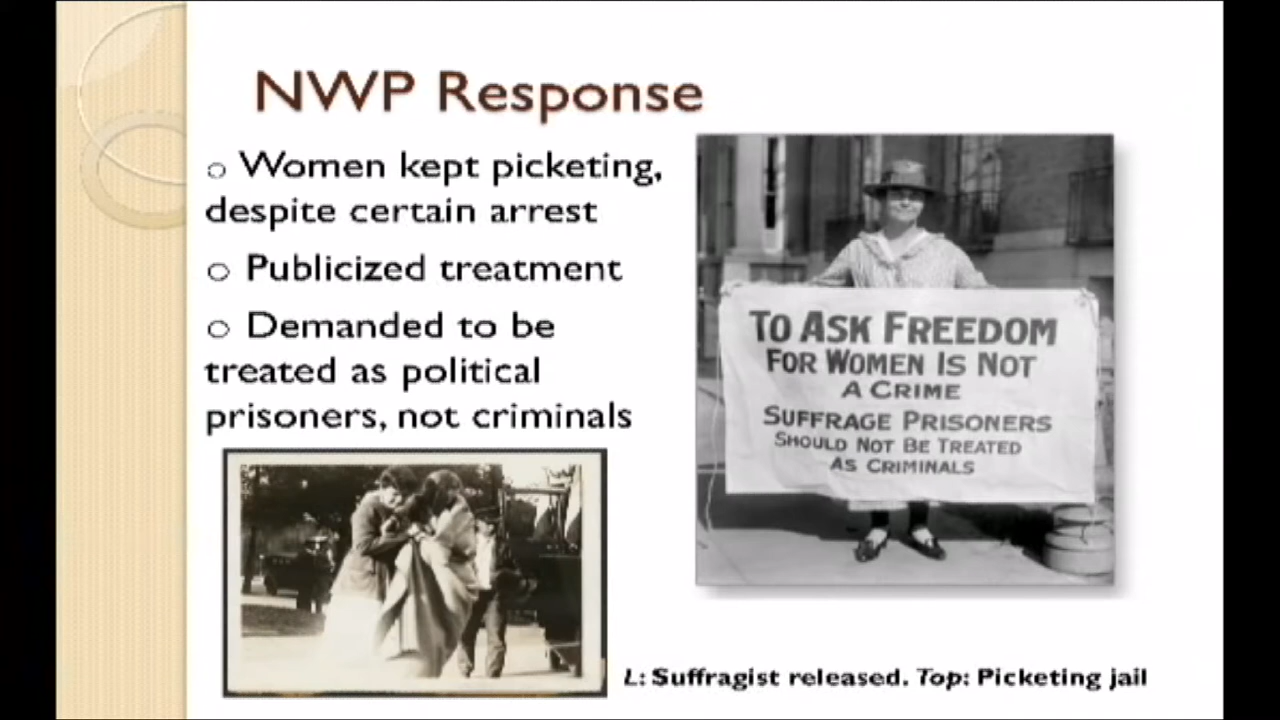 NWP Response
○ Women kept picketing,
despite certain arrest
○ Publicized treatment
○ Demanded to be
treated as political
prisoners, not criminals
TO ASK FREEDOM
FOR WOMEN IS NOT
A CRIME
SUFFRAGE PRISONERS
SHOULD NOT BE TREATED
AS CRIMINALS
L: Suffragist released. Top: Picketing jail